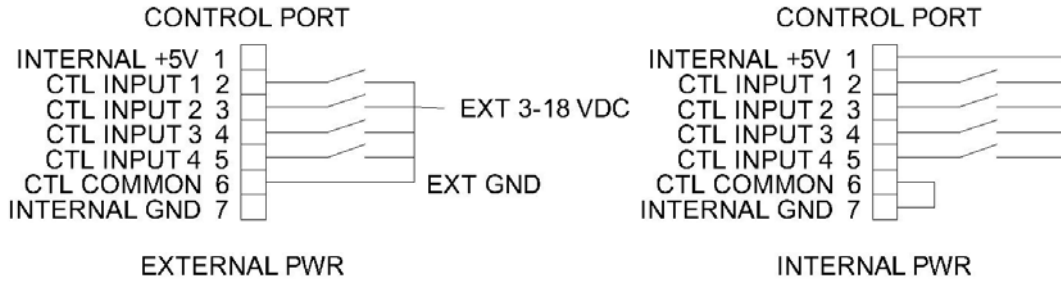 CONTROL PORT
INTERNAL +5V 1
CTL INPUT 1 2
CTL INPUT 2 3
CTL INPUT 3 4
CTL INPUT 4 5
CTL COMMON 6
INTERNAL GND 7
EXT 3-18 VDC
EXT GND
EXTERNAL PWR
CONTROL PORT
INTERNAL +5V 1
CTL INPUT 1 2
CTL INPUT 2 3
CTL INPUT 3 4
CTL INPUT 4 5
CTL COMMON 6
INTERNAL GND 7
INTERNAL PWR